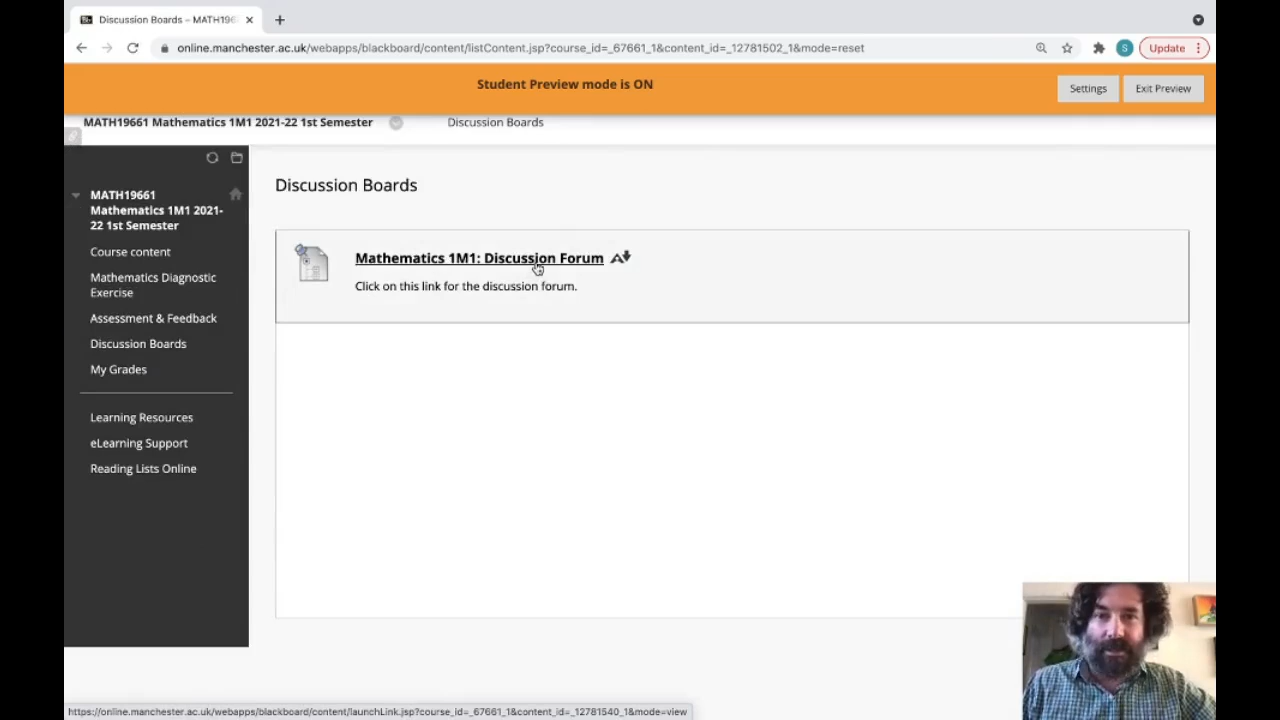 Discussion Boards – MATH196
online.manchester.ac.uk/webapps/blackboard/content/listContent.jsp?course_id=_67661_1&content_id=_12781502_1&mode=reset
S
Update
Student Preview mode is ON
Settings
Exit Preview
MATH19661 Mathematics 1M1 2021-22 1st Semester
Discussion Boards
MATH19661
Mathematics 1M1 2021-
22 1st Semester
Course content
Mathematics Diagnostic
Exercise
Assessment & Feedback
Discussion Boards
My Grades
Learning Resources
eLearning Support
Reading Lists Online
Discussion Boards
Mathematics 1M1: Discussion Forum
Click on this link for the discussion forum.
https://online.manchester.ac.uk/webapps/blackboard/content/launchLink.jsp?course_id=_67661_1&content_id=_12781540_1&mode=view